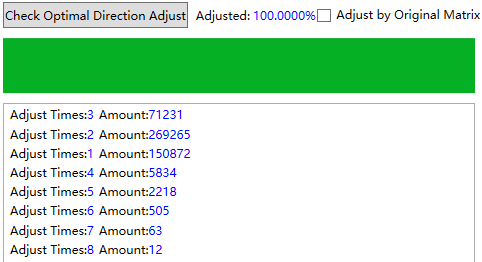 Check Optimal Direction Adjust Adjusted: 100.0000% Adjust by Original Matrix
Adjust Times:3 Amount:71231
Adjust Times:2 Amount:269265
Adjust Times:1 Amount:150872
Adjust Times:4 Amount:5834
Adjust Times:5 Amount:2218
Adjust Times:6 Amount:505
Adjust Times:7 Amount:63
Adjust Times:8 Amount:12